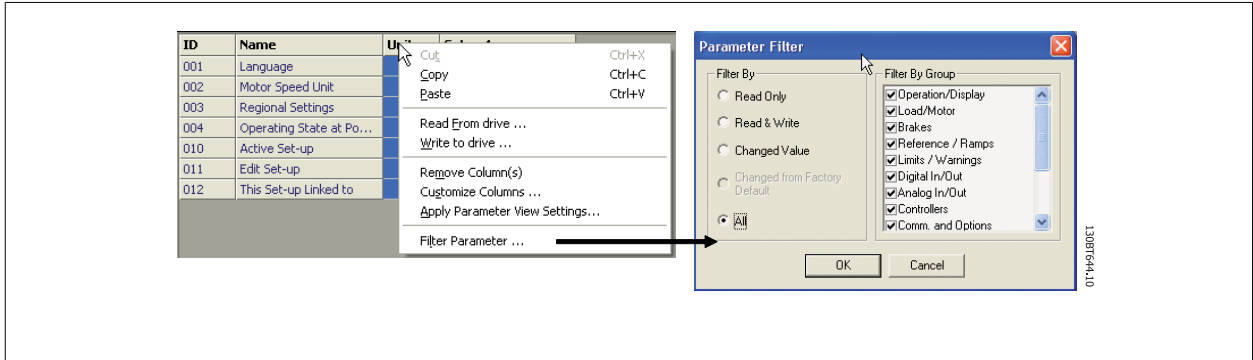 ID Name
001 Language
002 Motor Speed Unit
003 Regional Settings
004 Operating State at Po...
010 Active Set-up
011 Edit Set-up
012 This Set-up Linked to
Cut Ctrl+X
Copy Ctrl+C
Paste Ctrl+V
Read From drive ...
Write to drive ...
Remove Column(s)
Customize Columns ...
Apply Parameter View Settings...
Filter Parameter ...
Parameter Filter
Filter By
Read Only
Read & Write
Changed Value
Changed from Factory
Default
All
Filter By Group
Operation/Display
Load/Motor
Brakes
Reference / Ramps
Limits / Warnings
Digital In/Out
Analog In/Out
Controllers
Comm. and Options
OK Cancel
130BT644.10